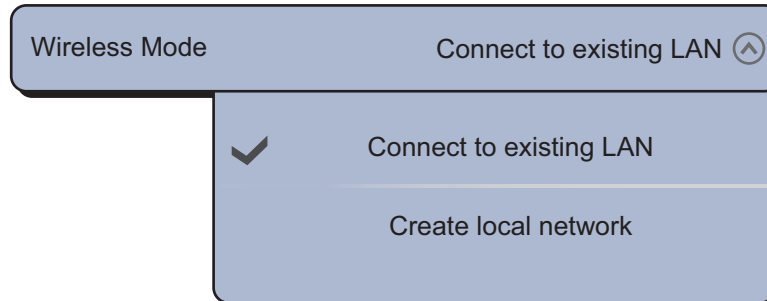 Wireless Mode Connect to existing LAN
Connect to existing LAN
Create local network